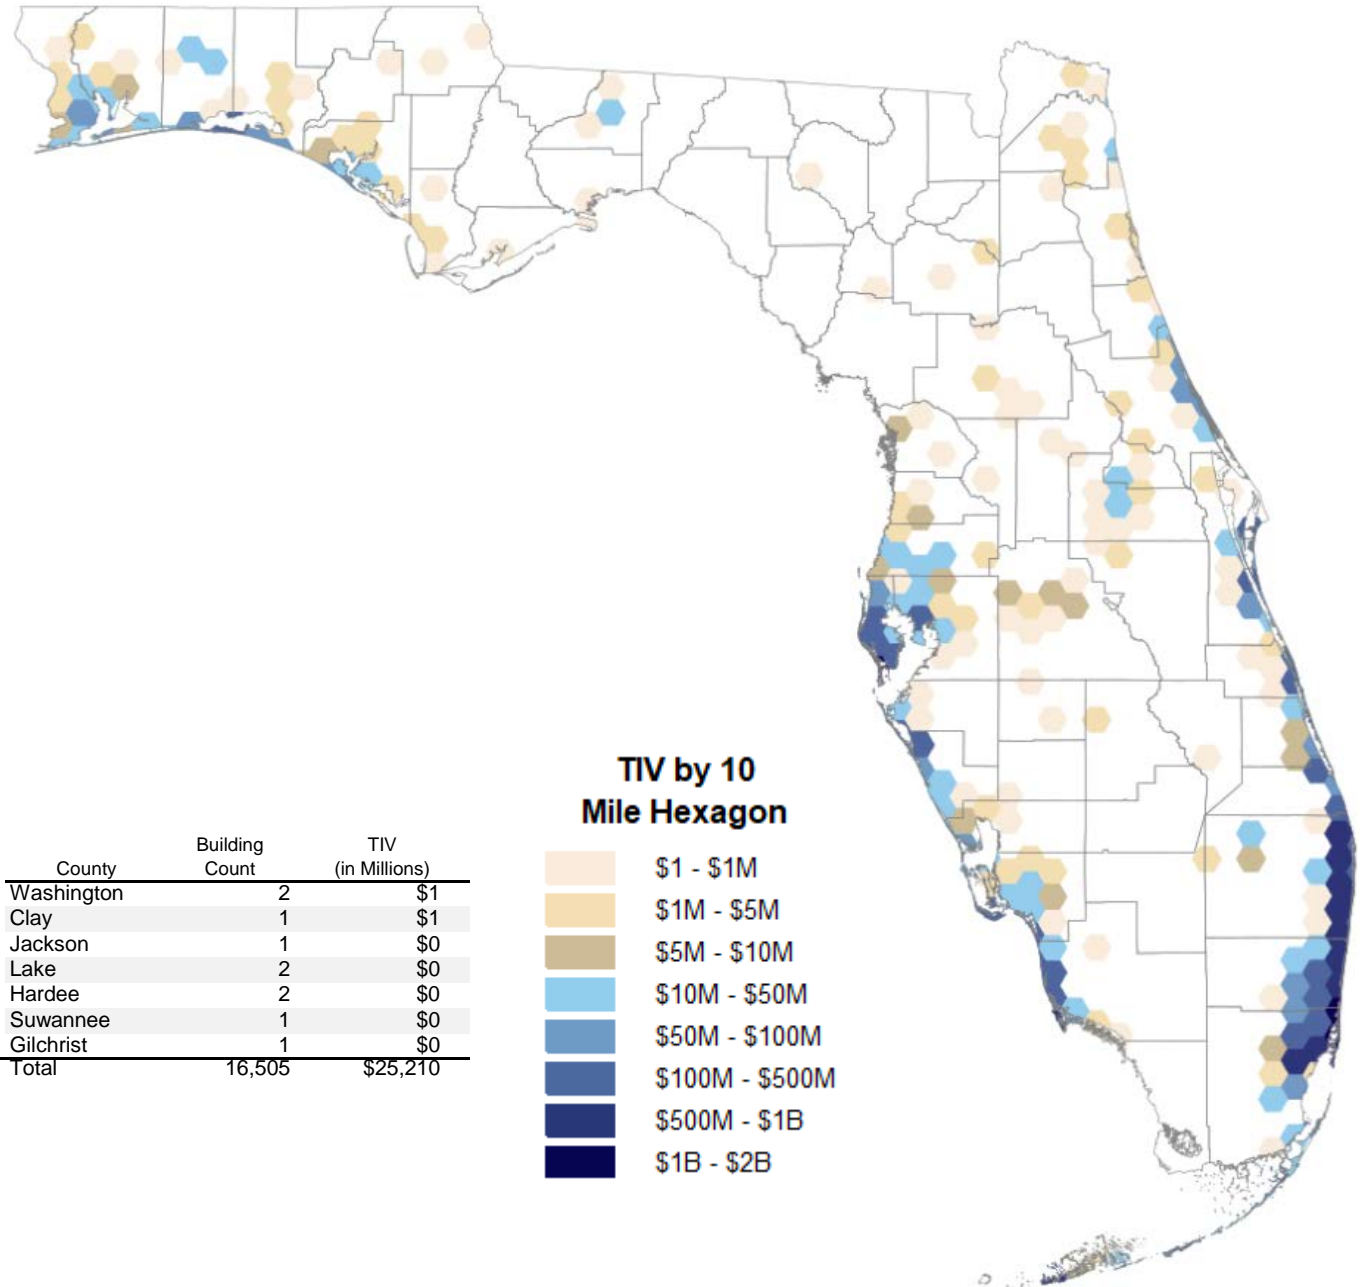 TIV by 10
Mile Hexagon
$1 - $1M
$1M - $5M
$5M - $10M
$10M - $50M
$50M - $100M
$100M - $500M
$500M - $1B
$1B - $2B
Building TIV
County Count (in Millions)
Washington 2 $1
Clay 1 $1
Jackson 1 $0
Lake 2 $0
Hardee 2 $0
Suwannee 1 $0
Gilchrist 1 $0
Total 16,505 $25,210